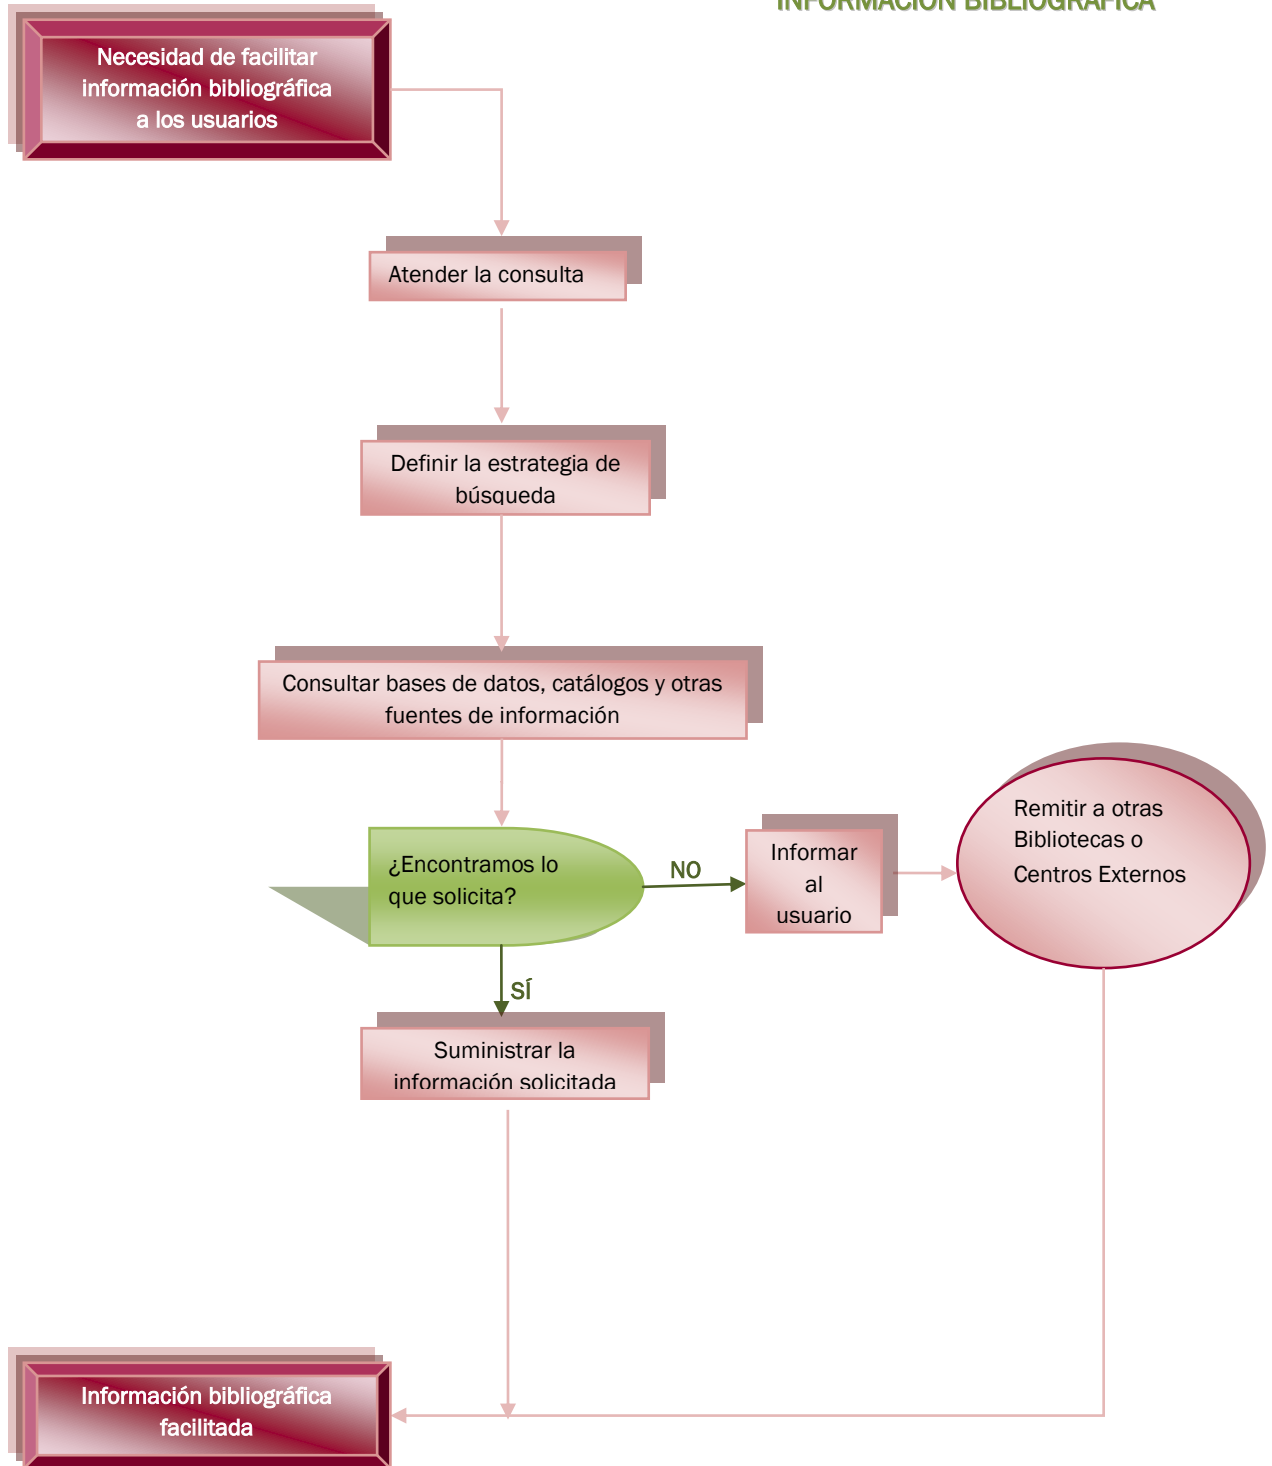 INFORMACIÓN BIBLIOGRÁFICA
Necesidad de facilitar
información bibliográfica
a los usuarios
Atender la consulta
Definir la estrategia de
búsqueda
Consultar bases de datos, catálogos y otras
fuentes de información
¿Encontramos lo
que solicita?
NO
Informar
al
usuario
Remitir a otras
Bibliotecas o
Centros Externos
SÍ
Suministrar la
información solicitada
Información bibliográfica
facilitada